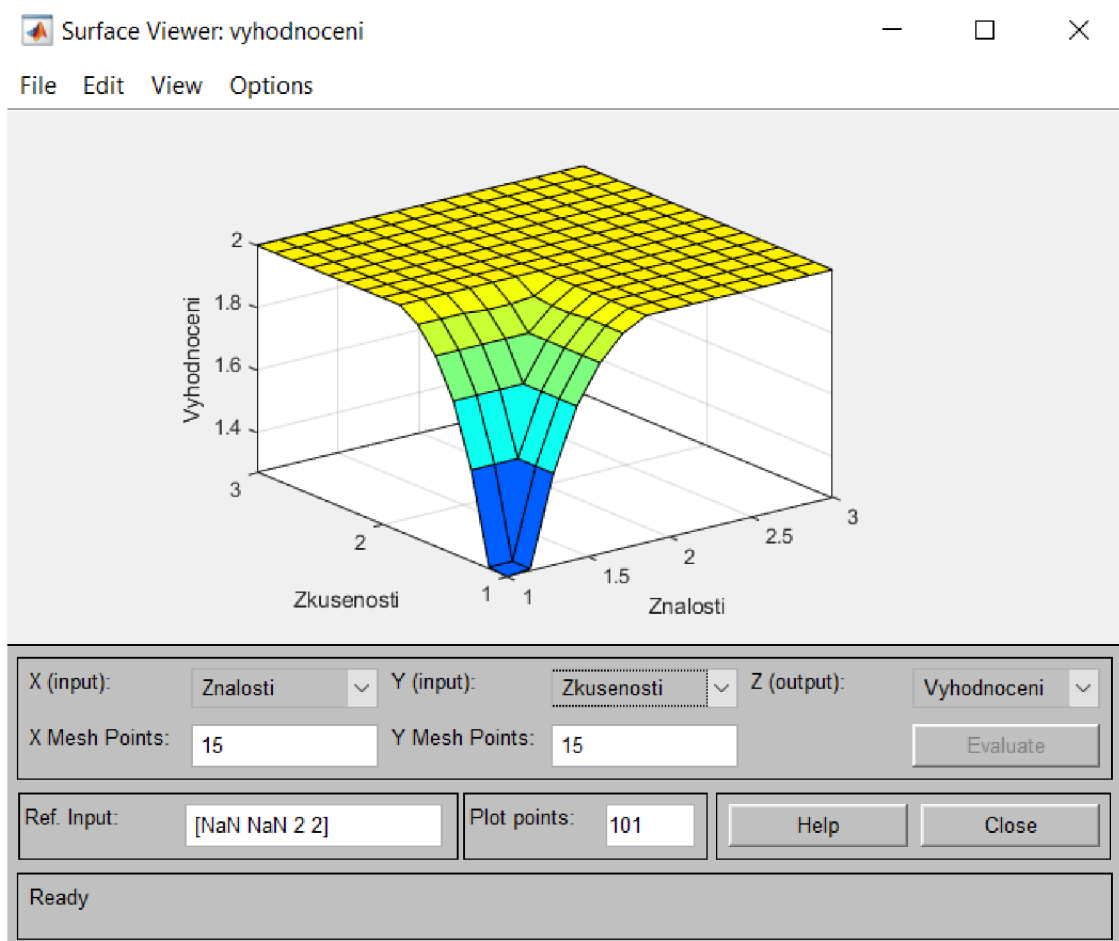 Surface Viewer: vyhodnoceni
File Edit View Options
2
1.8
1.6
1.4
Vyhodnoceni
3
2
1
Zkusenosti
1
1.5
2
2.5
3
Znalosti
X (input): Znalosti Y (input): Zkusenosti Z (output): Vyhodnoceni
X Mesh Points: 15 Y Mesh Points: 15 Evaluate
Ref. Input: [NaN NaN 2 2] Plot points: 101 Help Close
Ready